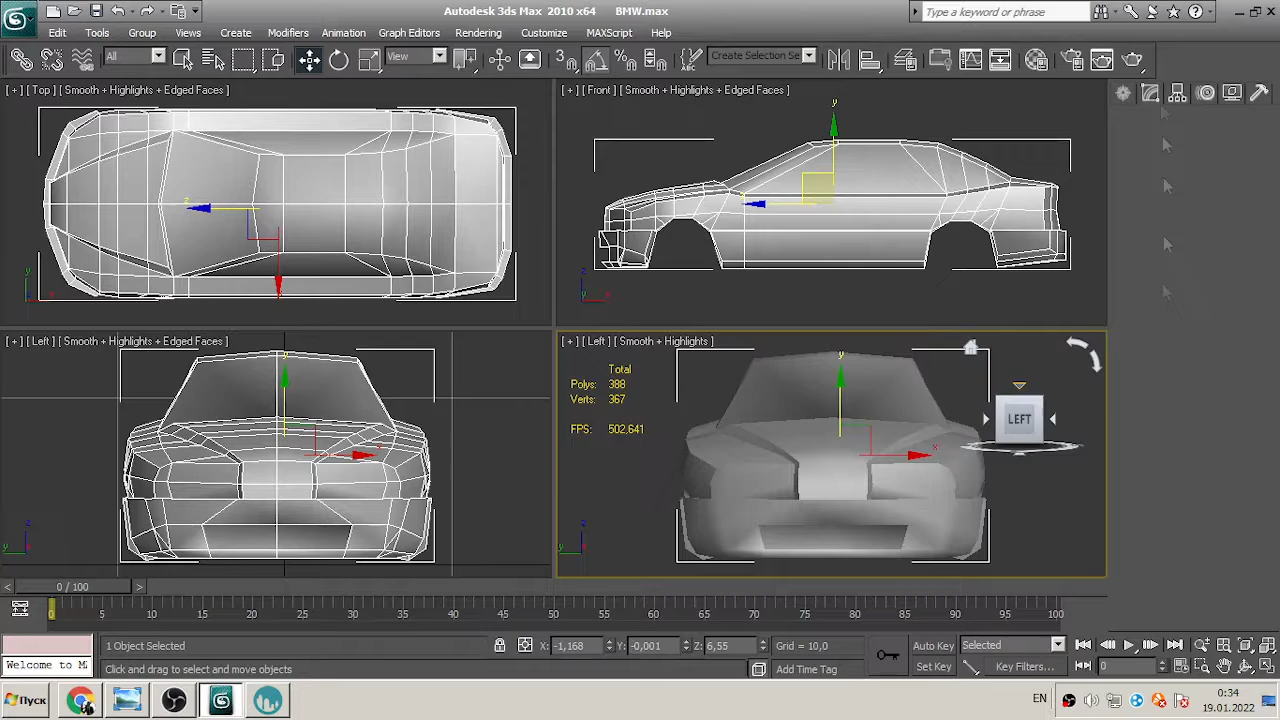 Autodesk 3ds Max 2010 x64 BMW.max
Type a keyword or phrase
Edit Tools Group Views Create Modifiers Animation Graph Editors Rendering Customize MAXScript Help
All View 3 Create Selection Se
[ + ] [ Top ] [ Smooth + Highlights + Edged Faces ]
[ + ] [ Front ] [ Smooth + Highlights + Edged Faces ]
[ + ] [ Left ] [ Smooth + Highlights + Edged Faces ]
[ + ] [ Left ] [ Smooth + Highlights ]
Total
Polys: 388
Verts: 367
FPS: 502,641
LEFT
0 / 100
0 5 10 15 20 25 30 35 40 45 50 55 60 65 70 75 80 85 90 95 100
1 Object Selected X: -1,168 Y: -0,001 Z: 6,55 Grid = 10,0 Auto Key Selected
Welcome to M Click and drag to select and move objects Add Time Tag Set Key Key Filters... 0
Пуск EN 0:34
19.01.2022